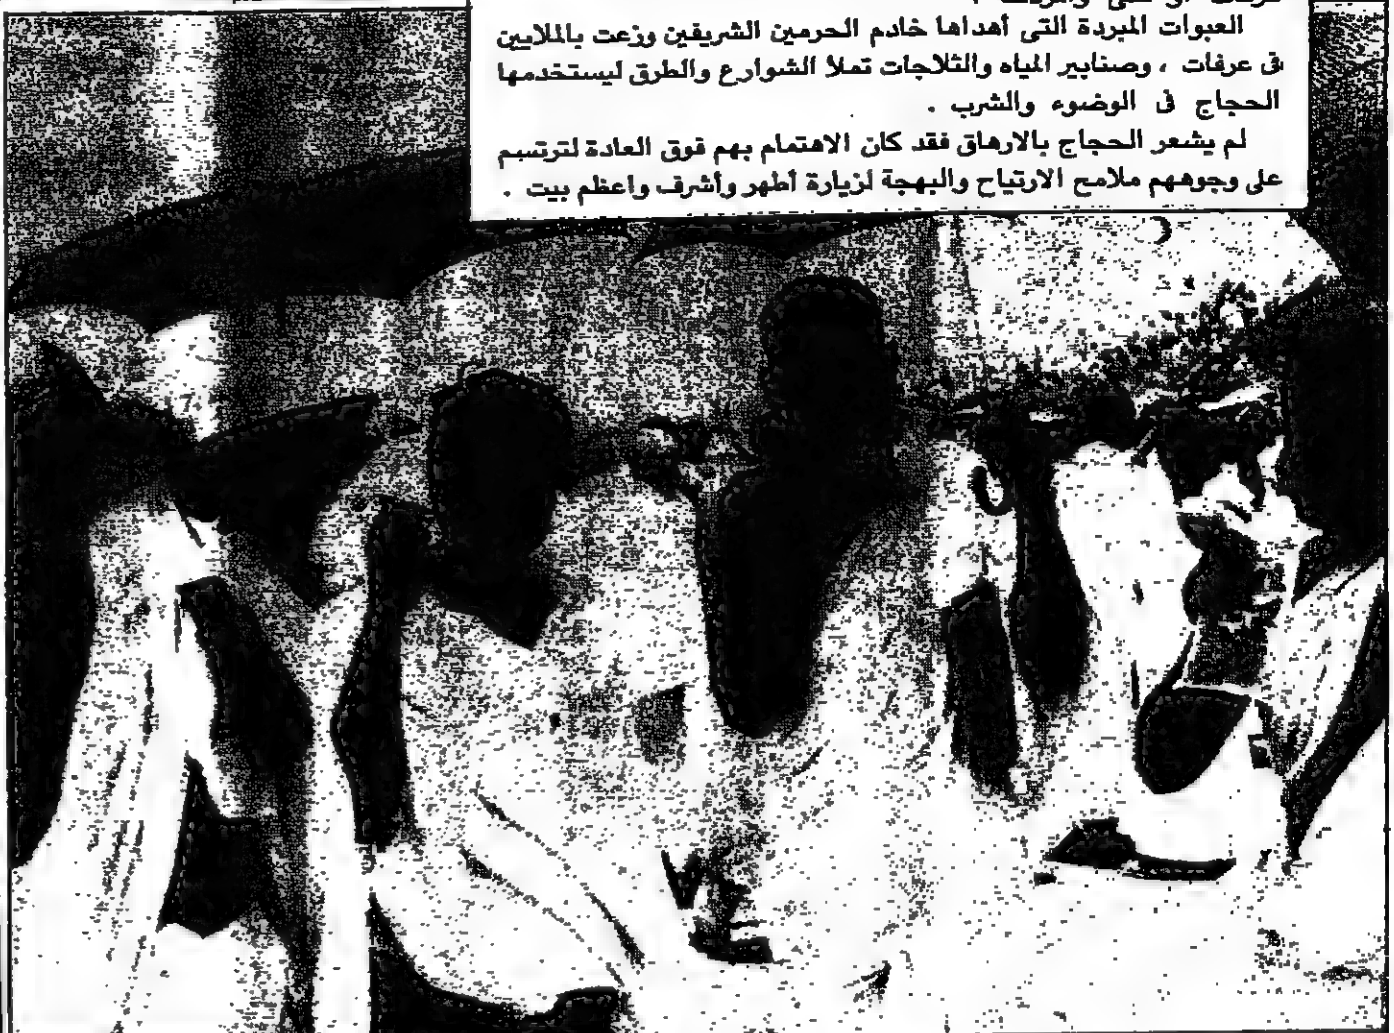 العبوات المبردة التى أهداها خادم الحرمين الشريفين وزعت بالملايين
فى عرفات ، وصنابير المياه والثلاجات تملا الشوارع والطرق ليستخدمها
الحجاج فى الوضوء والشرب .
لم يشعر الحجاج بالارهاق فقد كان الاهتمام بهم فوق العادة لترتسم
على وجوههم ملامح الارتياح والبهجة لزيارة أطهر وأشرف واعظم بيت .